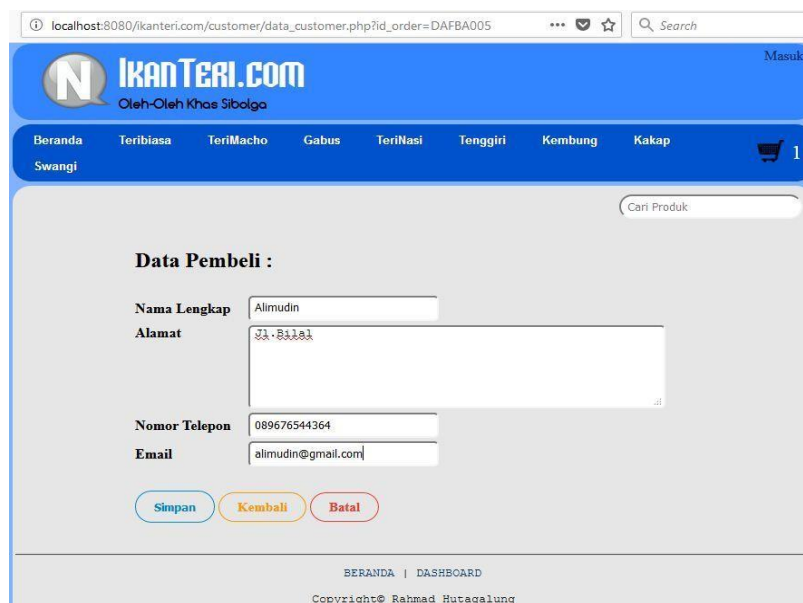 localhost:8080/ikanteri.com/customer/data_customer.php?id_order=DAFBA005
Search
Masuk
N
IKANTERI.COM
Oleh-Oleh Khas Sibolga
Beranda Teribiasa TeriMacho Gabus TeriNasi Tenggiri Kembung Kakap
Swangi
1
Cari Produk
Data Pembeli :
Nama Lengkap Alimudin
Alamat Jl.Bilal
Nomor Telepon 089676544364
Email alimudin@gmail.com
Simpan Kembali Batal
BERANDA | DASHBOARD
Copyright© Rahmad Hutagalung